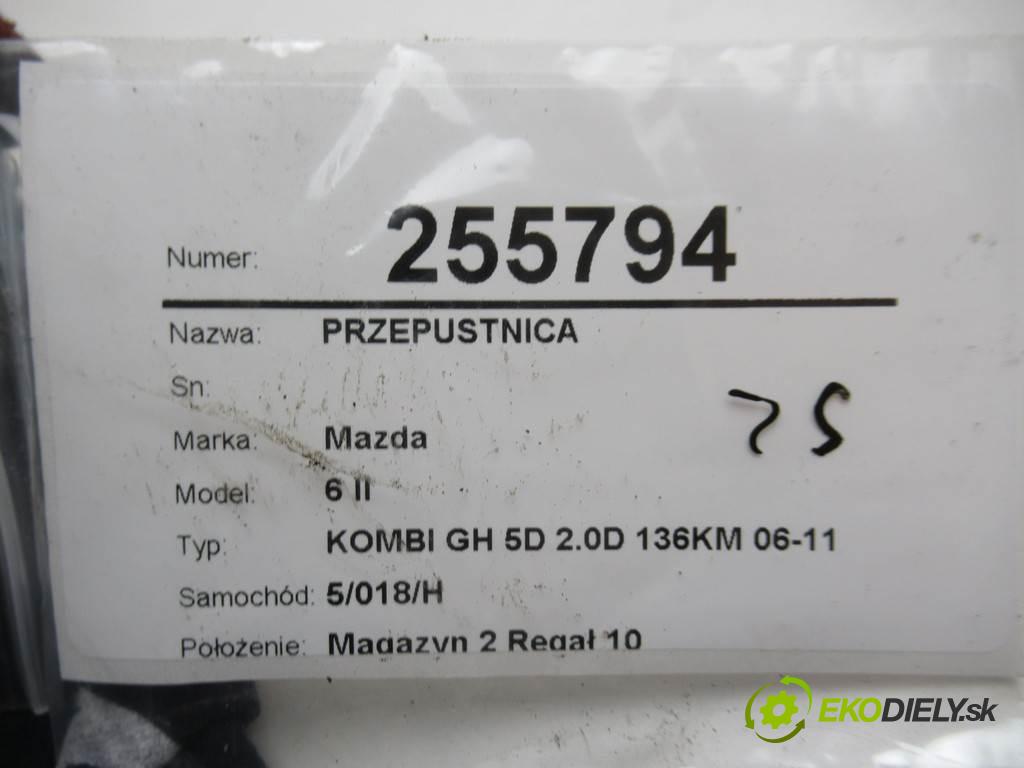 Numer: 255794
Nazwa: PRZEPUSTNICA
Sn:
Marka: Mazda
Model: 6 II
Typ: KOMBI GH 5D 2.0D 136KM 06-11
Samochód: 5/018/H
Położenie: Magazyn 2 Regał 10
EKODIELY.sk